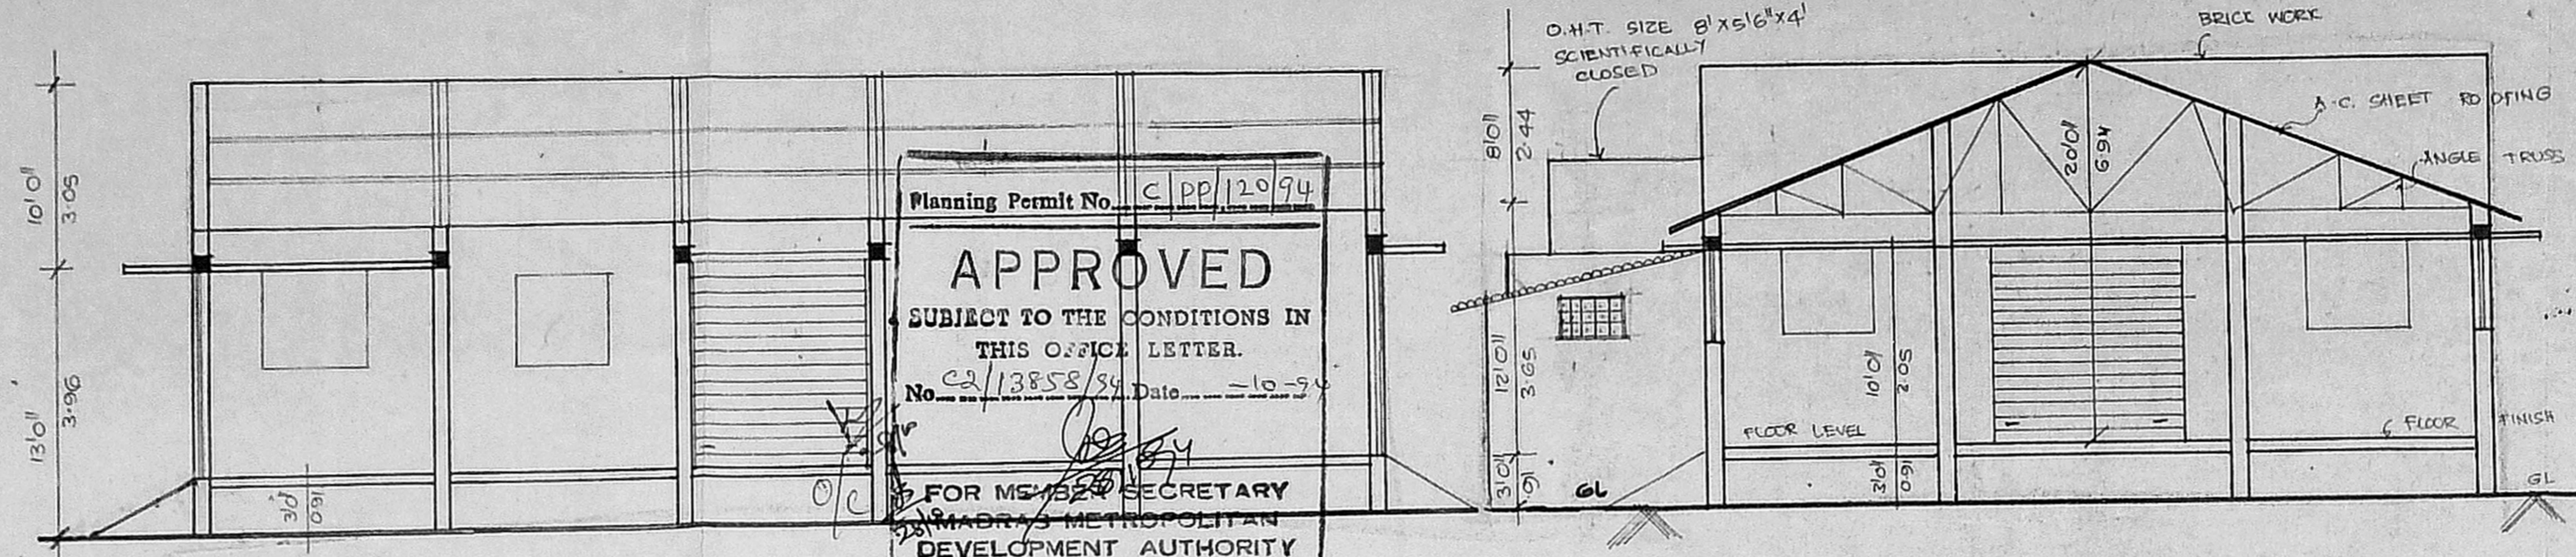 10'0"
3.05
13'0"
3.96
3'0"
0.91
Planning Permit No. C/PP/120/94
APPROVED
SUBJECT TO THE CONDITIONS IN
THIS OFFICE LETTER.
No. C2/13858/94 Date -10-94
O/C
FOR MEMBER SECRETARY
MADRAS METROPOLITAN
DEVELOPMENT AUTHORITY
O.H.T. SIZE 8'X5'6"X4'
SCIENTIFICALLY
CLOSED
8'0"
2.44
12'0"
3.65
3'0"
.91
GL
BRICK WORK
A.C. SHEET ROOFING
ANGLE TRUSS
20'0"
6.94
10'0"
3.05
FLOOR LEVEL
3'0"
0.91
FLOOR FINISH
GL